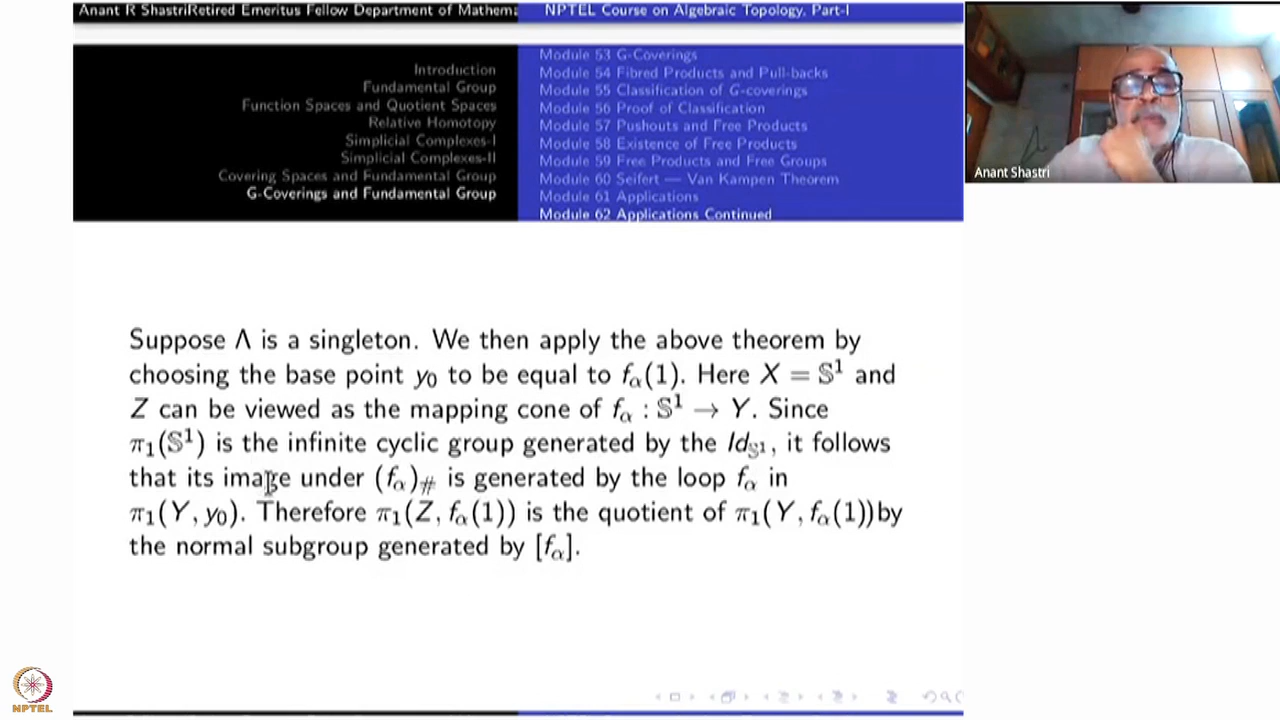 Anant R ShastriRetired Emeritus Fellow Department of Mathema
NPTEL Course on Algebraic Topology, Part-I
Introduction
Fundamental Group
Function Spaces and Quotient Spaces
Relative Homotopy
Simplicial Complexes-I
Simplicial Complexes-II
Covering Spaces and Fundamental Group
G-Coverings and Fundamental Group
Module 53 G-Coverings
Module 54 Fibred Products and Pull-backs
Module 55 Classification of G-coverings
Module 56 Proof of Classification
Module 57 Pushouts and Free Products
Module 58 Existence of Free Products
Module 59 Free Products and Free Groups
Module 60 Seifert — Van Kampen Theorem
Module 61 Applications
Module 62 Applications Continued
Anant Shastri
Suppose Λ is a singleton. We then apply the above theorem by
choosing the base point y₀ to be equal to f_α(1). Here X = 𝕊¹ and
Z can be viewed as the mapping cone of f_α : 𝕊¹ → Y. Since
π₁(𝕊¹) is the infinite cyclic group generated by the Id_𝕊¹, it follows
that its image under (f_α)_# is generated by the loop f_α in
π₁(Y, y₀). Therefore π₁(Z, f_α(1)) is the quotient of π₁(Y, f_α(1))by
the normal subgroup generated by [f_α].
NPTEL